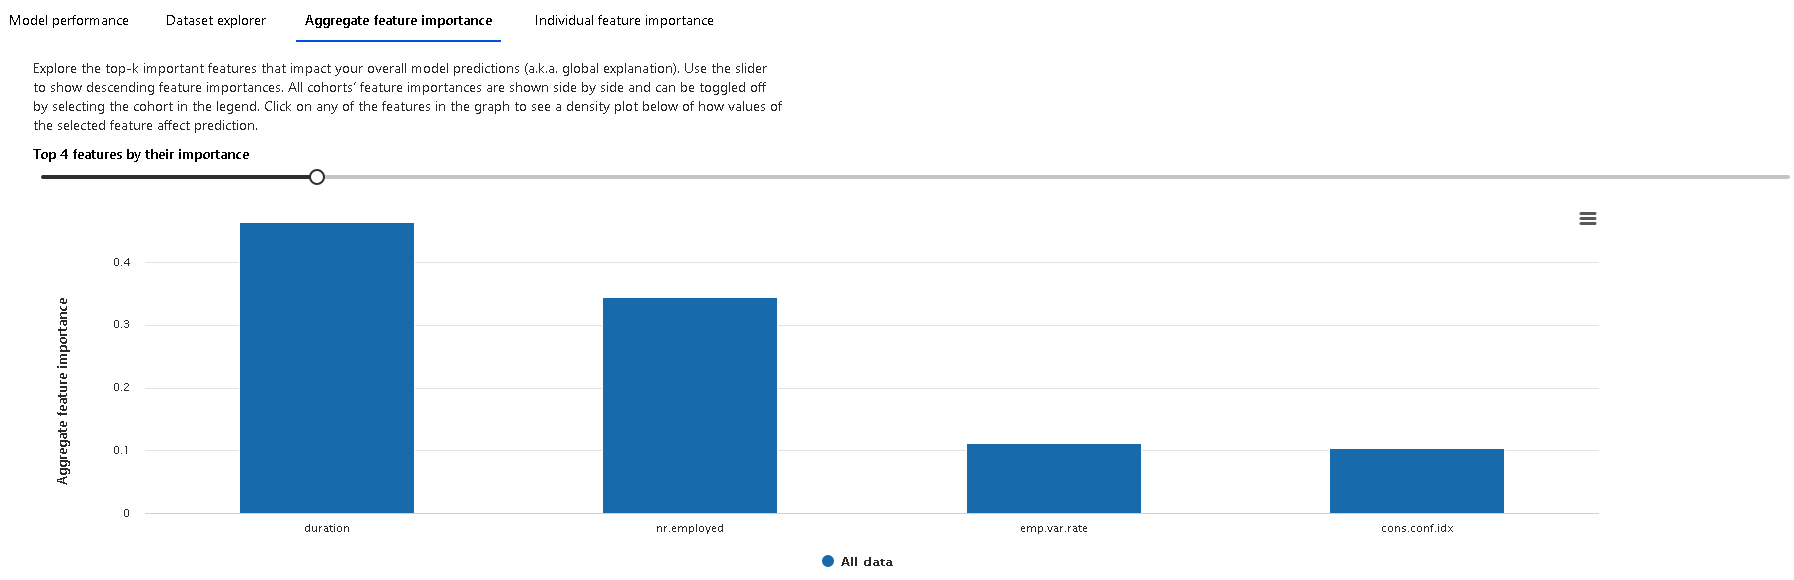 Model performance Dataset explorer Aggregate feature importance Individual feature importance
Explore the top-k important features that impact your overall model predictions (a.k.a. global explanation). Use the slider
to show descending feature importances. All cohorts' feature importances are shown side by side and can be toggled off
by selecting the cohort in the legend. Click on any of the features in the graph to see a density plot below of how values of
the selected feature affect prediction.
Top 4 features by their importance
Aggregate feature importance
0.4
0.3
0.2
0.1
0
duration nr.employed emp.var.rate cons.conf.idx
All data